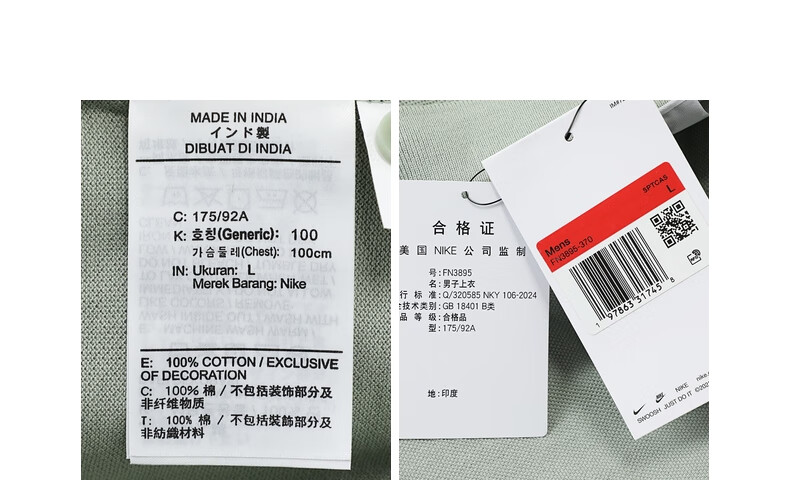 MADE IN INDIA
インド製
DIBUAT DI INDIA
C: 175/92A
K: 호칭(Generic): 100
가슴둘레(Chest): 100cm
IN: Ukuran: L
Merek Barang: Nike
E: 100% COTTON / EXCLUSIVE
OF DECORATION
C: 100% 棉 / 不包括装饰部分及
非纤维物质
T: 100% 棉 / 不包括裝飾部分及
非紡織材料
合格证
美国 NIKE 公司监制
号: FN3895
名: 男子上衣
行 标 准: Q/320585 NKY 106-2024
技术类别: GB 18401 B类
品 等 级: 合格品
型: 175/92A
地: 印度
SPTCAS
L
Mens
FN3895-370
1 97863 31745 8
NIKE
SWOOSH JUST DO IT